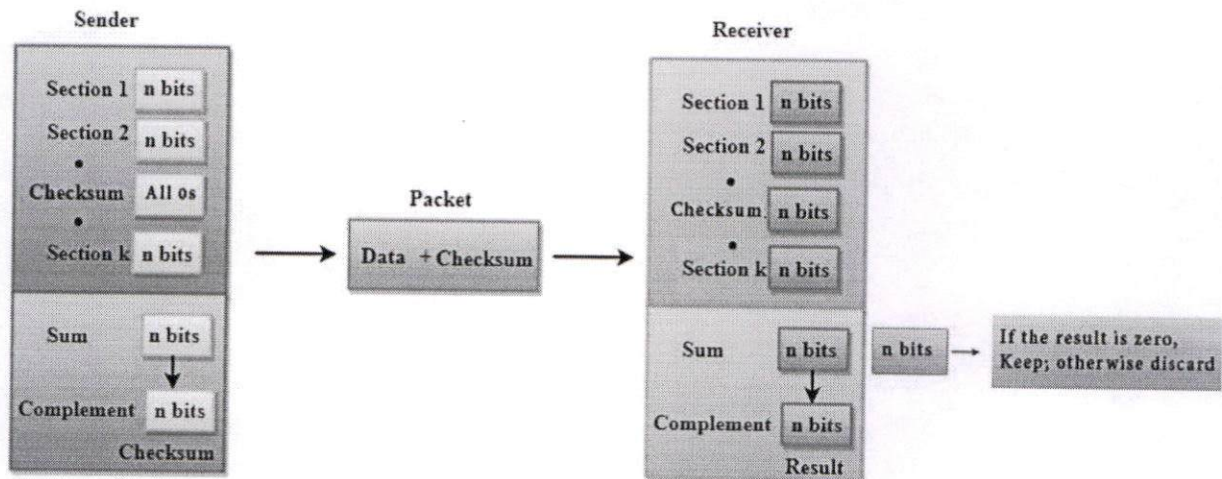 Sender
Section 1 n bits
Section 2 n bits
Checksum All 0s
Section k n bits
Sum n bits
Complement n bits
Checksum
Packet
Data + Checksum
Receiver
Section 1 n bits
Section 2 n bits
Checksum. n bits
Section k n bits
Sum n bits
n bits
If the result is zero,
Keep; otherwise discard
Complement n bits
Result